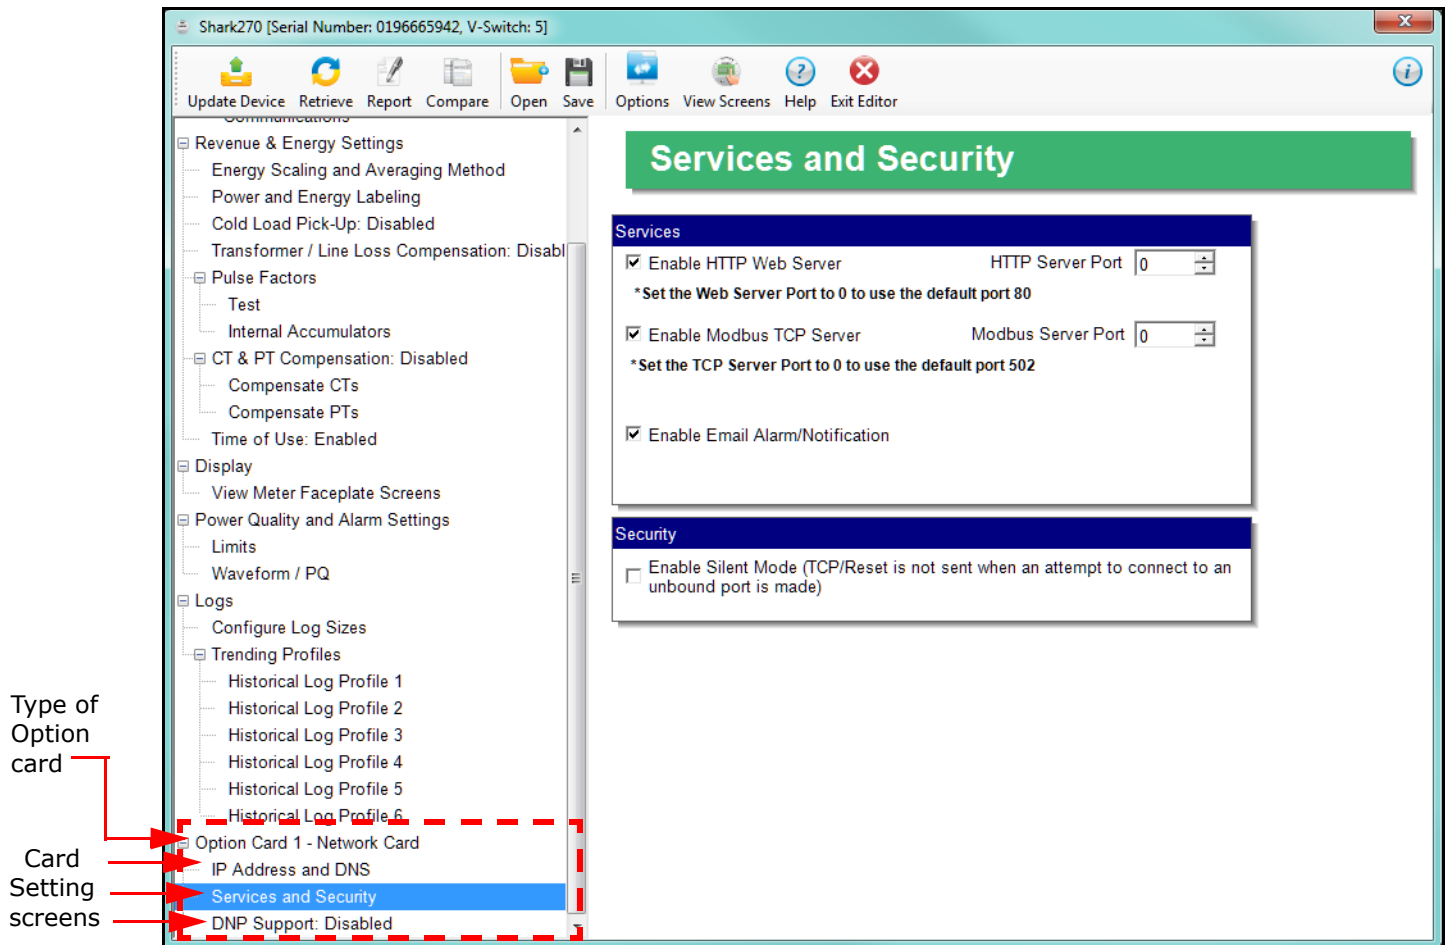 Shark270 [Serial Number: 0196665942, V-Switch: 5]
Update Device Retrieve Report Compare Open Save Options View Screens Help Exit Editor
Communications
Revenue & Energy Settings
Energy Scaling and Averaging Method
Power and Energy Labeling
Cold Load Pick-Up: Disabled
Transformer / Line Loss Compensation: Disabl
Pulse Factors
Test
Internal Accumulators
CT & PT Compensation: Disabled
Compensate CTs
Compensate PTs
Time of Use: Enabled
Display
View Meter Faceplate Screens
Power Quality and Alarm Settings
Limits
Waveform / PQ
Logs
Configure Log Sizes
Trending Profiles
Historical Log Profile 1
Historical Log Profile 2
Historical Log Profile 3
Historical Log Profile 4
Historical Log Profile 5
Historical Log Profile 6
Option Card 1 - Network Card
IP Address and DNS
Services and Security
DNP Support: Disabled
Services and Security
Services
Enable HTTP Web Server HTTP Server Port 0
*Set the Web Server Port to 0 to use the default port 80
Enable Modbus TCP Server Modbus Server Port 0
*Set the TCP Server Port to 0 to use the default port 502
Enable Email Alarm/Notification
Security
Enable Silent Mode (TCP/Reset is not sent when an attempt to connect to an
unbound port is made)
Type of
Option
card
Card
Setting
screens